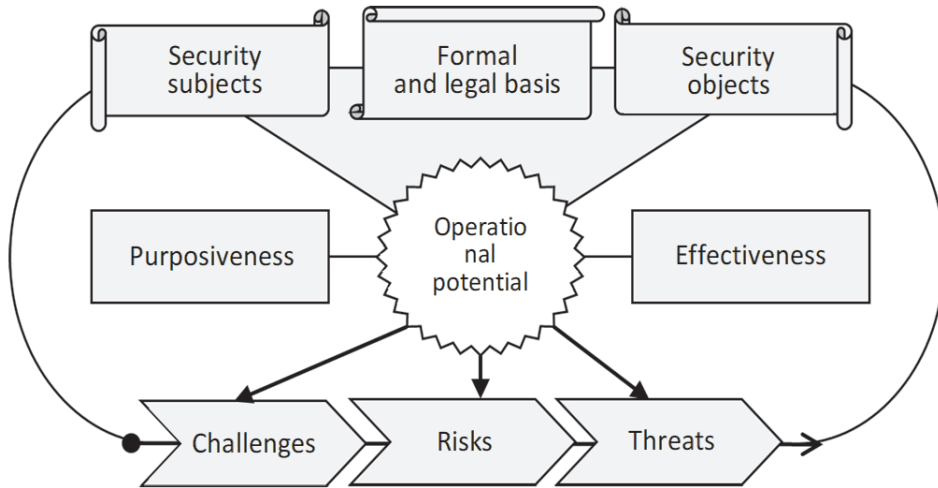 Security
subjects
Formal
and legal basis
Security
objects
Purposiveness
Operatio
nal
potential
Effectiveness
Challenges
Risks
Threats